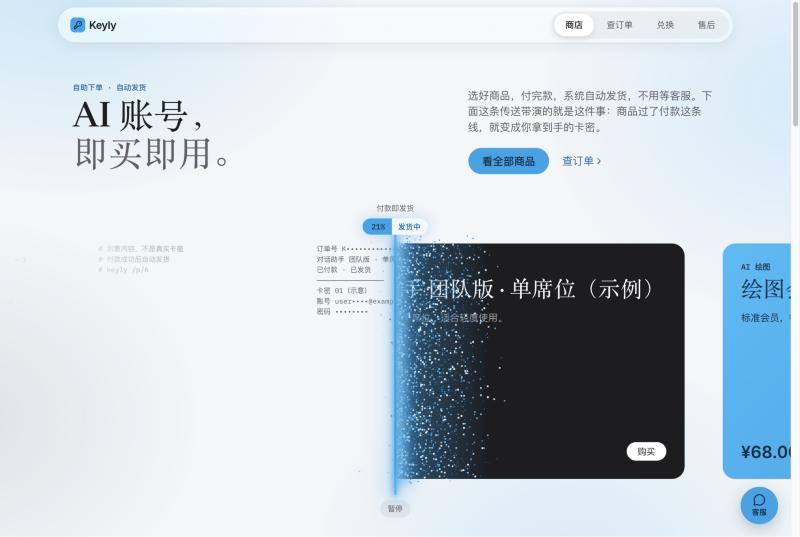 Keyly
商店
查订单
兑换
售后
自助下单 · 自动发货
AI 账号，
即买即用。
选好商品，付完款，系统自动发货，不用等客服。下
面这条传送带演的就是这件事：商品过了付款这条
线，就变成你拿到手的卡密。
看全部商品
查订单 ›
付款即发货
21% 发货中
# 示意内容，不是真实卡密
# 付款成功后自动发货
# keyly /p/A
订单号 K•••••••••••
对话助手 团队版 · 单
已付款 · 已发货
卡密 01（示意）
账号 user••••@examp
密码 ••••••••
团队版 · 单席位（示例）
适合轻度使用。
购买
AI 绘图
绘图
标准会员，
¥68.0
暂停
客服